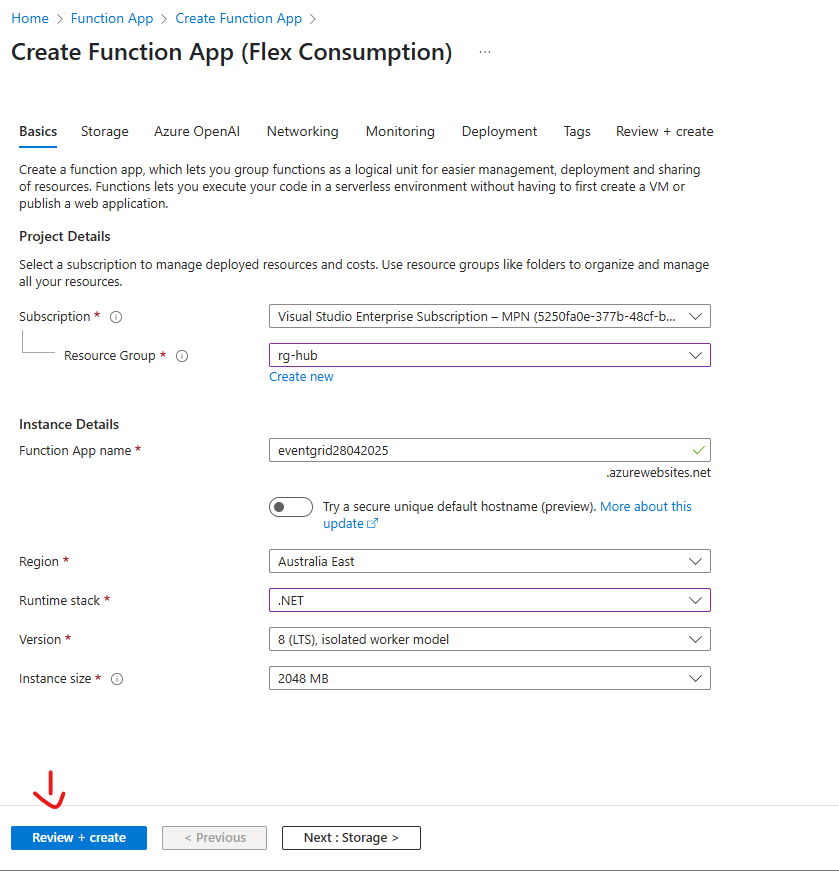 Home > Function App > Create Function App >
Create Function App (Flex Consumption) ...
Basics Storage Azure OpenAI Networking Monitoring Deployment Tags Review + create
Create a function app, which lets you group functions as a logical unit for easier management, deployment and sharing
of resources. Functions lets you execute your code in a serverless environment without having to first create a VM or
publish a web application.
Project Details
Select a subscription to manage deployed resources and costs. Use resource groups like folders to organize and manage
all your resources.
Subscription * Visual Studio Enterprise Subscription – MPN (5250fa0e-377b-48cf-b...
Resource Group * rg-hub
Create new
Instance Details
Function App name * eventgrid28042025
.azurewebsites.net
Try a secure unique default hostname (preview). More about this
update
Region * Australia East
Runtime stack * .NET
Version * 8 (LTS), isolated worker model
Instance size * 2048 MB
Review + create < Previous Next : Storage >